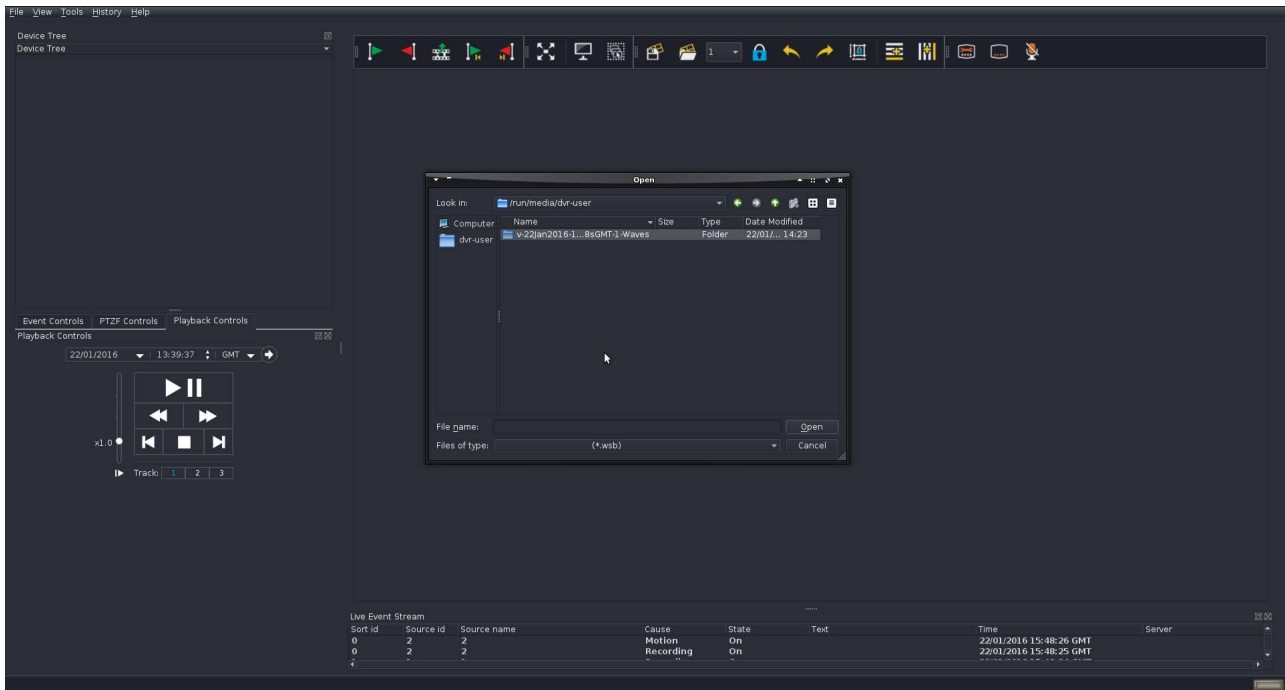 File View Tools History Help
Device Tree
Device Tree
1
Open
Look in: /run/media/dvr-user
Computer
dvr-user
Name Size Type Date Modified
v-22Jan2016-1...8sGMT-1-Waves Folder 22/01/... 14:23
File name:
Open
Files of type: (*.wsb)
Cancel
Event Controls PTZF Controls Playback Controls
Playback Controls
22/01/2016 13:39:37 GMT
x1.0
Track: 1 2 3
Live Event Stream
Sort id Source id Source name Cause State Text Time Server
0 2 2 Motion On 22/01/2016 15:48:26 GMT
0 2 2 Recording On 22/01/2016 15:48:25 GMT